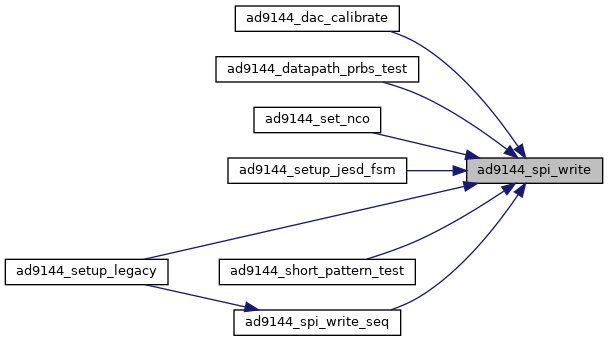 ad9144_dac_calibrate
ad9144_datapath_prbs_test
ad9144_set_nco
ad9144_setup_jesd_fsm
ad9144_spi_write
ad9144_setup_legacy
ad9144_short_pattern_test
ad9144_spi_write_seq